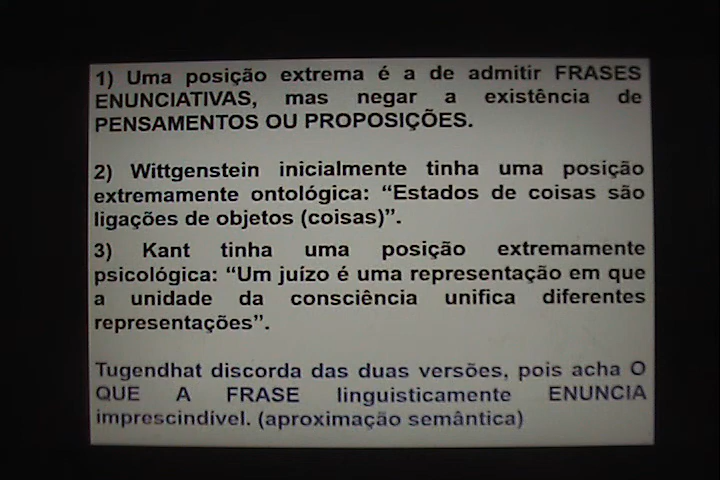 1) Uma posição extrema é a de admitir FRASES
ENUNCIATIVAS, mas negar a existência de
PENSAMENTOS OU PROPOSIÇÕES.
2) Wittgenstein inicialmente tinha uma posição
extremamente ontológica: “Estados de coisas são
ligações de objetos (coisas)”.
3) Kant tinha uma posição extremamente
psicológica: “Um juízo é uma representação em que
a unidade da consciência unifica diferentes
representações”.
Tugendhat discorda das duas versões, pois acha O
QUE A FRASE linguisticamente ENUNCIA
imprescindível. (aproximação semântica)